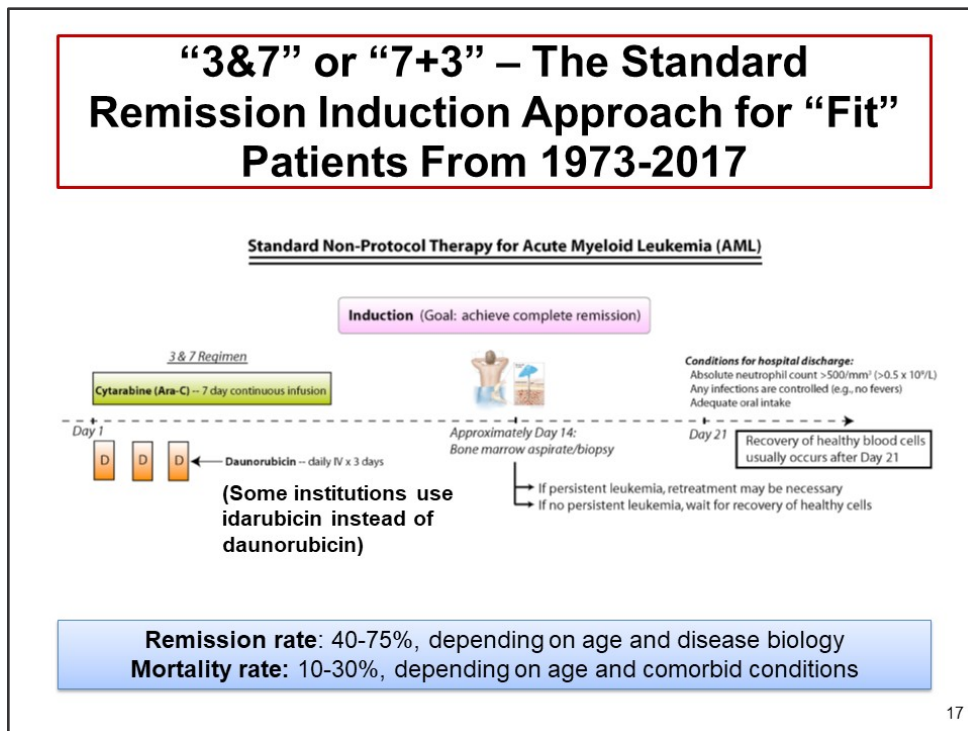 “3&7” or “7+3” – The Standard
Remission Induction Approach for “Fit”
Patients From 1973-2017
Standard Non-Protocol Therapy for Acute Myeloid Leukemia (AML)
Induction (Goal: achieve complete remission)
3 & 7 Regimen
Cytarabine (Ara-C) -- 7 day continuous infusion
Conditions for hospital discharge:
Absolute neutrophil count >500/mm³ (>0.5 x 10⁹/L)
Any infections are controlled (e.g., no fevers)
Adequate oral intake
Day 1
D D D
Daunorubicin -- daily IV x 3 days
(Some institutions use
idarubicin instead of
daunorubicin)
Approximately Day 14:
Bone marrow aspirate/biopsy
If persistent leukemia, retreatment may be necessary
If no persistent leukemia, wait for recovery of healthy cells
Day 21
Recovery of healthy blood cells
usually occurs after Day 21
Remission rate: 40-75%, depending on age and disease biology
Mortality rate: 10-30%, depending on age and comorbid conditions
17